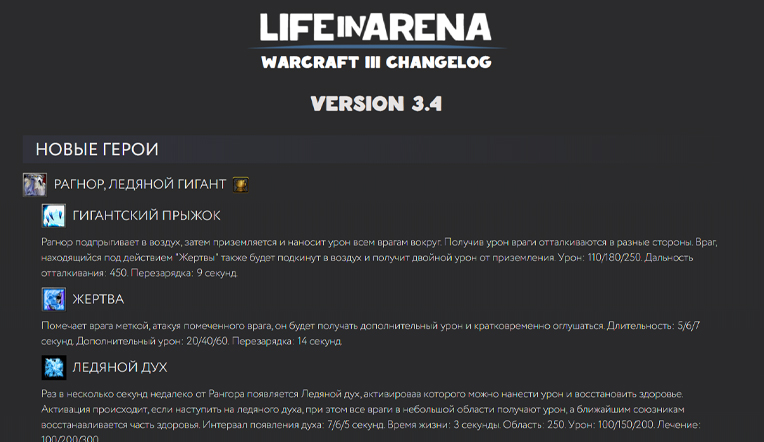 LIFE IN ARENA
WARCRAFT III CHANGELOG
VERSION 3.4
НОВЫЕ ГЕРОИ
РАГНОР, ЛЕДЯНОЙ ГИГАНТ
ГИГАНТСКИЙ ПРЫЖОК
Рагнор подпрыгивает в воздух, затем приземляется и наносит урон всем врагам вокруг. Получив урон враги отталкиваются в разные стороны. Враг,
находящийся под действием "Жертвы" также будет подкинут в воздух и получит двойной урон от приземления. Урон: 110/180/250. Дальность
отталкивания: 450. Перезарядка: 9 секунд.
ЖЕРТВА
Помечает врага меткой, атакуя помеченного врага, он будет получать дополнительный урон и кратковременно оглушаться. Длительность: 5/6/7
секунд. Дополнительный урон: 20/40/60. Перезарядка: 14 секунд.
ЛЕДЯНОЙ ДУХ
Раз в несколько секунд недалеко от Рангора появляется Ледяной дух, активировав которого можно нанести урон и восстановить здоровье.
Активация происходит, если наступить на ледяного духа, при этом все враги в небольшой области получают урон, а ближайшим союзникам
восстанавливается часть здоровья. Интервал появления духа: 7/6/5 секунд. Время жизни: 3 секунды. Область: 250. Урон: 100/150/200. Лечение:
100/200/300